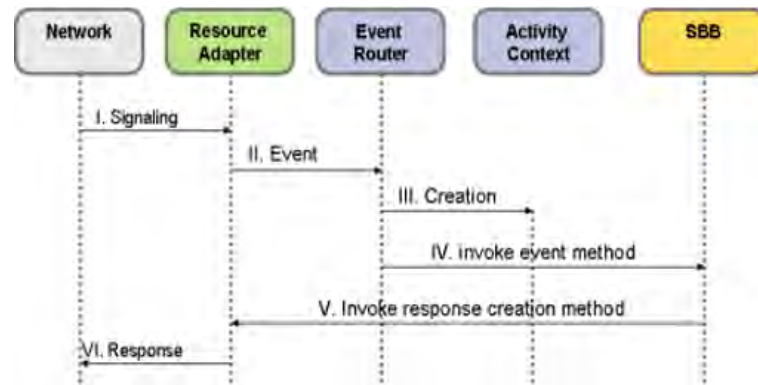 Network
Resource
Adapter
Event
Router
Activity
Context
SBB
I. Signaling
II. Event
III. Creation
IV. invoke event method
V. Invoke response creation method
VI. Response